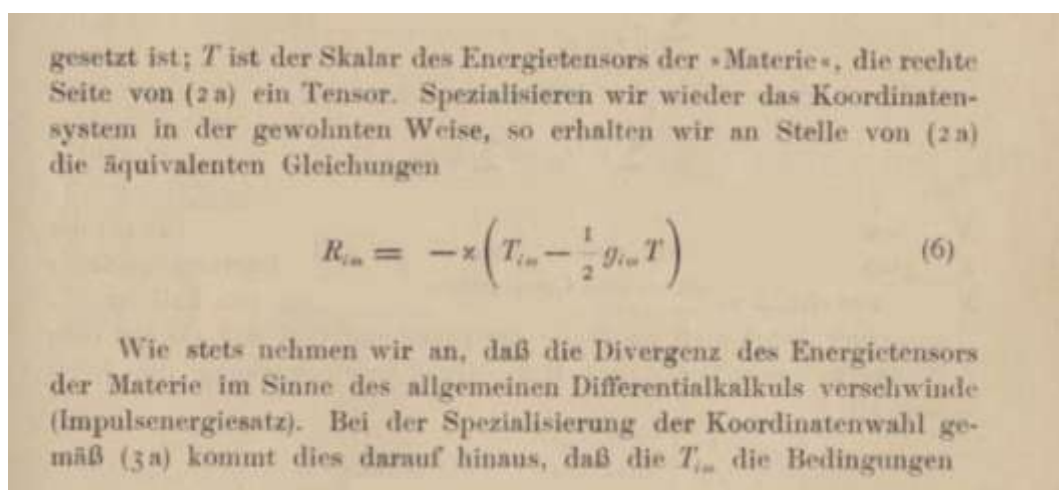 gesetzt ist; T ist der Skalar des Energietensors der »Materie«, die rechte
Seite von (2a) ein Tensor. Spezialisieren wir wieder das Koordinaten-
system in der gewohnten Weise, so erhalten wir an Stelle von (2a)
die äquivalenten Gleichungen
R_{im} = −ϰ(T_{im} − 1/2 g_{im} T) (6)
Wie stets nehmen wir an, daß die Divergenz des Energietensors
der Materie im Sinne des allgemeinen Differentialkalkuls verschwinde
(Impulsenergiesatz). Bei der Spezialisierung der Koordinatenwahl ge-
mäß (3a) kommt dies darauf hinaus, daß die T_{im} die Bedingungen